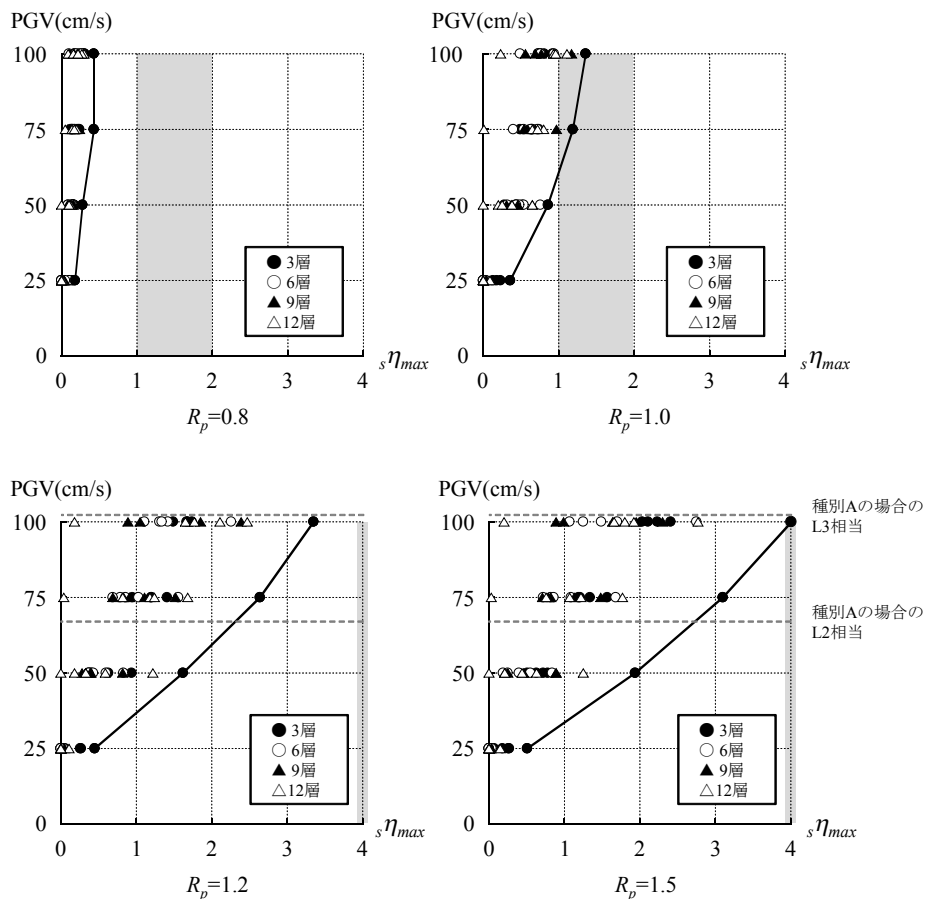 PGV(cm/s)
100
75
50
25
0
0 1 2 3 4
sηmax
3層
6層
9層
12層
Rp=0.8
PGV(cm/s)
100
75
50
25
0
0 1 2 3 4
sηmax
3層
6層
9層
12層
Rp=1.0
PGV(cm/s)
100
75
50
25
0
0 1 2 3 4
sηmax
3層
6層
9層
12層
Rp=1.2
PGV(cm/s)
100
75
50
25
0
0 1 2 3 4
sηmax
3層
6層
9層
12層
Rp=1.5
種別Aの場合の
L3相当
種別Aの場合の
L2相当